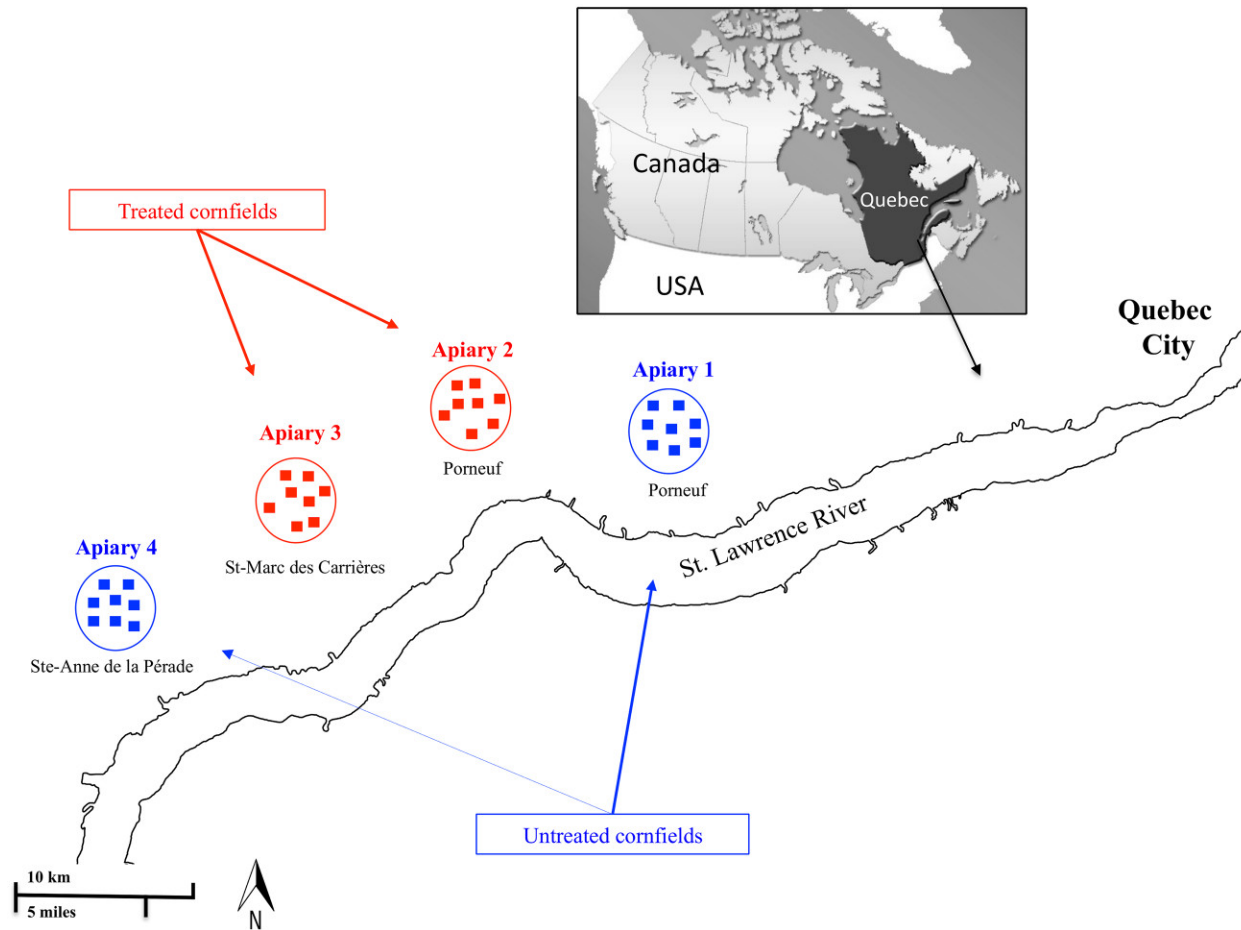 Canada
Quebec
USA
Treated cornfields
Quebec
City
Apiary 2
Porneuf
Apiary 1
Porneuf
Apiary 3
St-Marc des Carrières
Apiary 4
Ste-Anne de la Pérade
St. Lawrence River
Untreated cornfields
10 km
5 miles
N